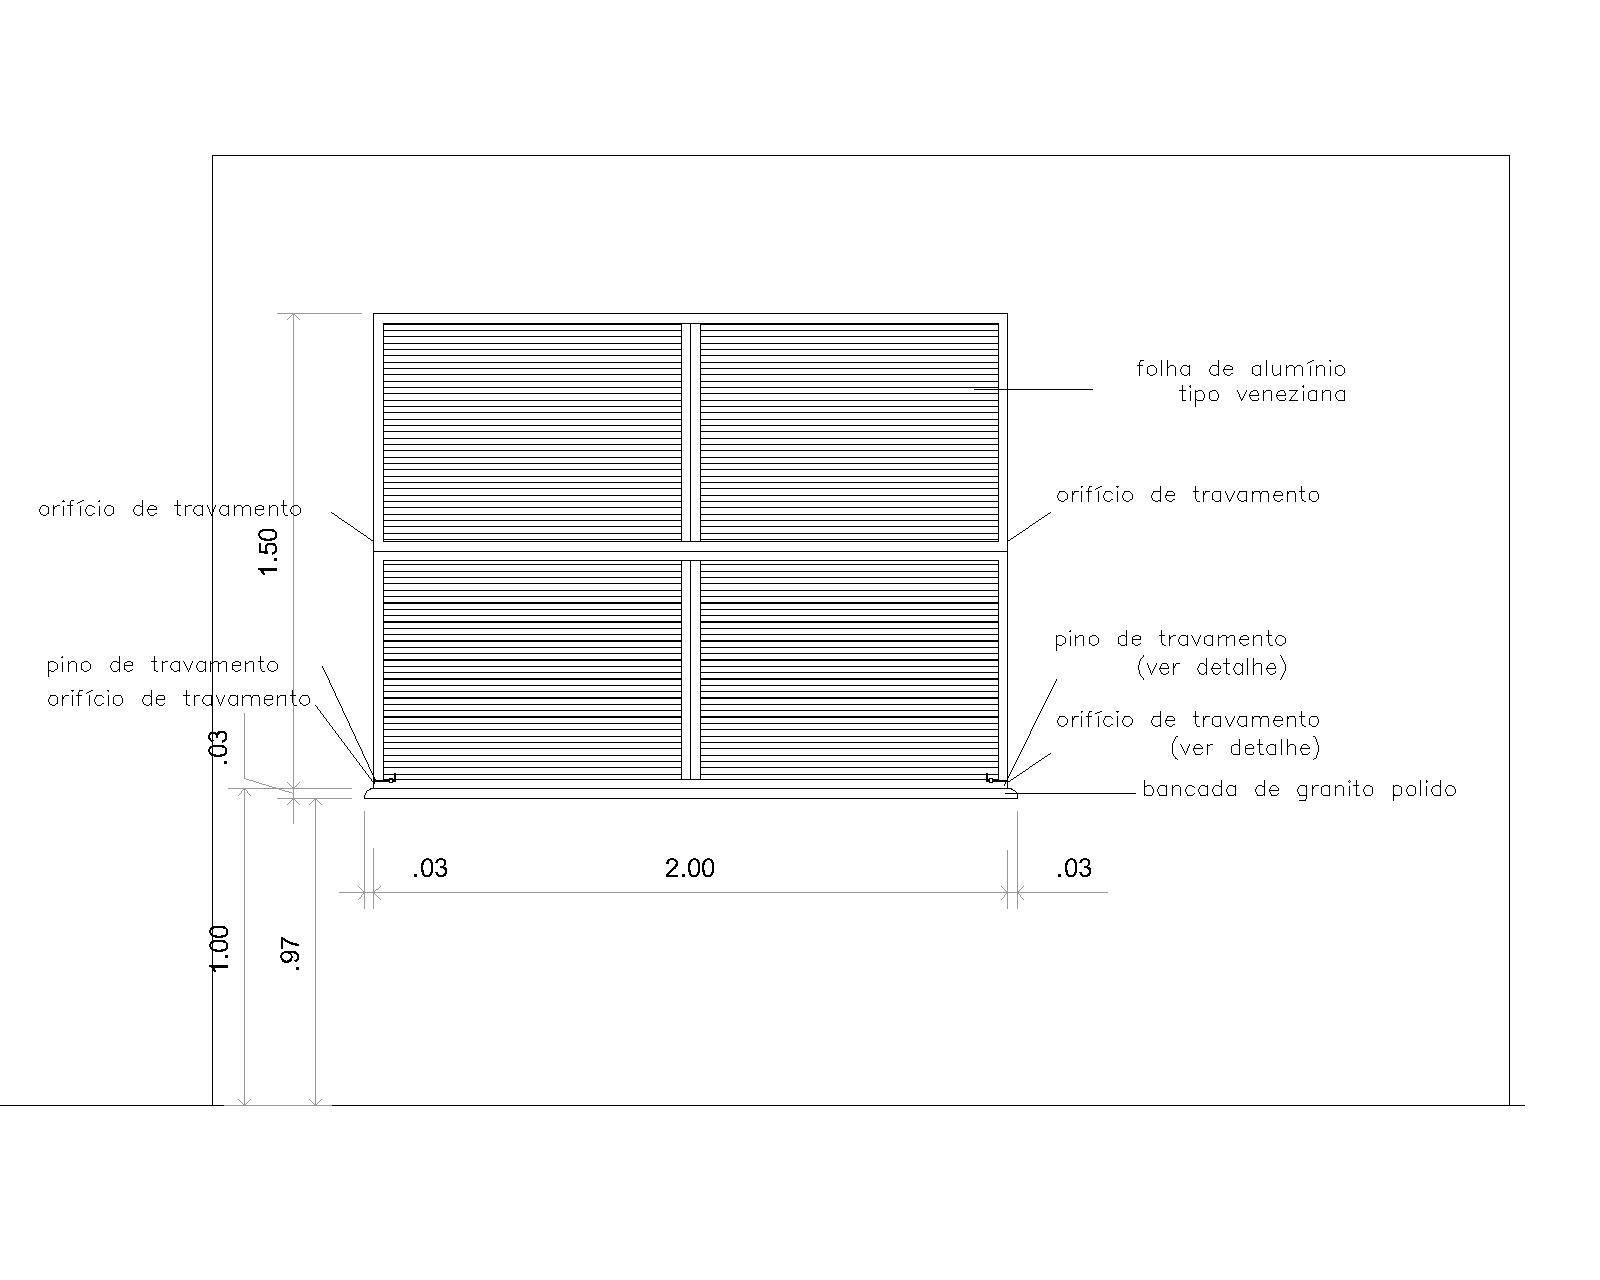 folha de alumínio
tipo veneziana
orifício de travamento
orifício de travamento
1.50
pino de travamento
(ver detalhe)
pino de travamento
orifício de travamento
orifício de travamento
(ver detalhe)
.03
bancada de granito polido
.03
2.00
.03
1.00
.97